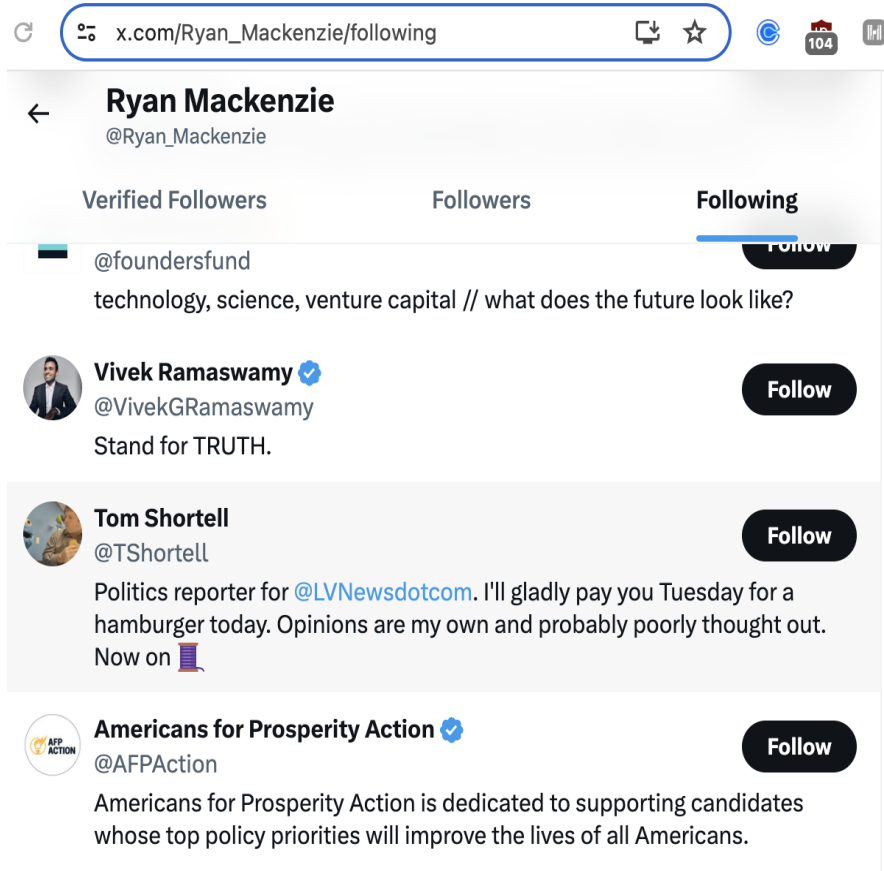 x.com/Ryan_Mackenzie/following
104
Ryan Mackenzie
@Ryan_Mackenzie
Verified Followers
Followers
Following
@foundersfund
Follow
technology, science, venture capital // what does the future look like?
Vivek Ramaswamy
@VivekGRamaswamy
Follow
Stand for TRUTH.
Tom Shortell
@TShortell
Follow
Politics reporter for @LVNewsdotcom. I'll gladly pay you Tuesday for a
hamburger today. Opinions are my own and probably poorly thought out.
Now on 🧵
AFP
ACTION
Americans for Prosperity Action
@AFPAction
Follow
Americans for Prosperity Action is dedicated to supporting candidates
whose top policy priorities will improve the lives of all Americans.